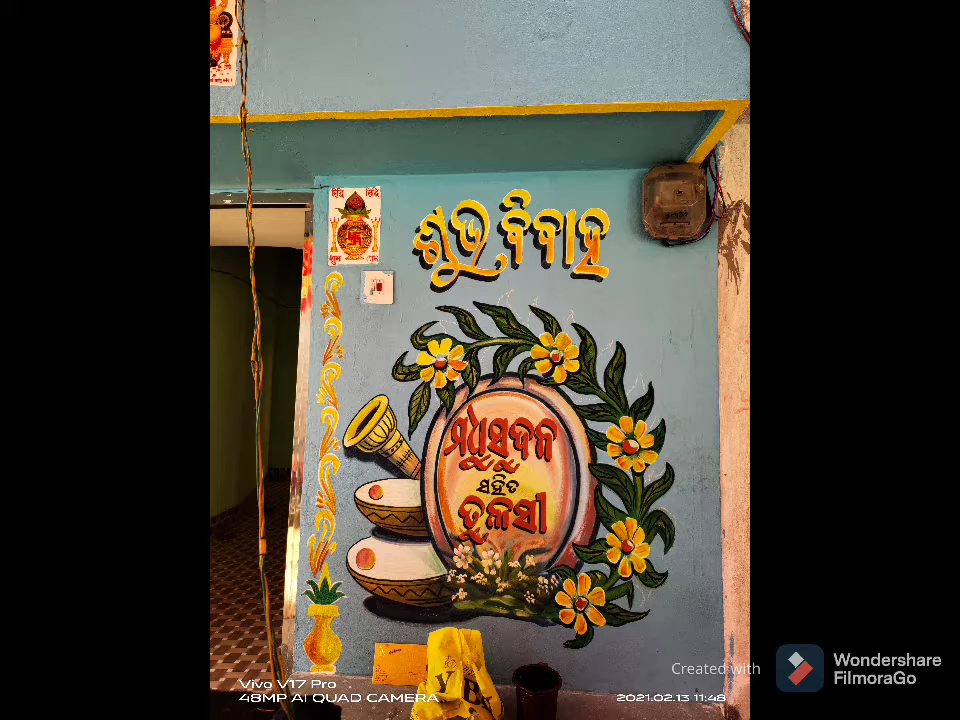 ଶୁଭ ବିବାହ
ମଧୁସୁଦନ
ସହିତ
ତୁଳସୀ
Created with
Wondershare
FilmoraGo
Vivo V17 Pro
48MP AI QUAD CAMERA
2021.02.13 11:48